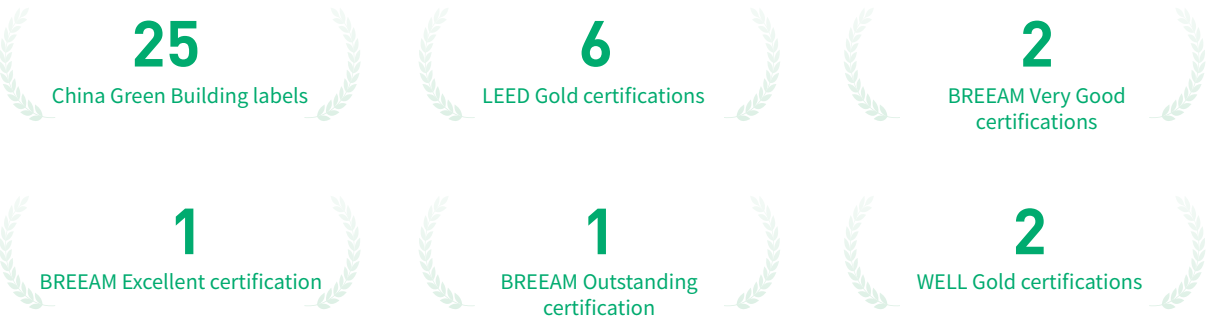 25
China Green Building labels
6
LEED Gold certifications
2
BREEAM Very Good
certifications
1
BREEAM Excellent certification
1
BREEAM Outstanding
certification
2
WELL Gold certifications